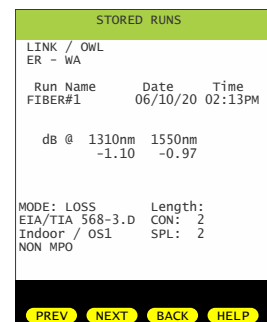 STORED RUNS
LINK / OWL
ER - WA
Run Name Date Time
FIBER#1 06/10/20 02:13PM
dB @ 1310nm 1550nm
-1.10 -0.97
MODE: LOSS Length:
EIA/TIA 568-3.D CON: 2
Indoor / OS1 SPL: 2
NON MPO
PREV NEXT BACK HELP